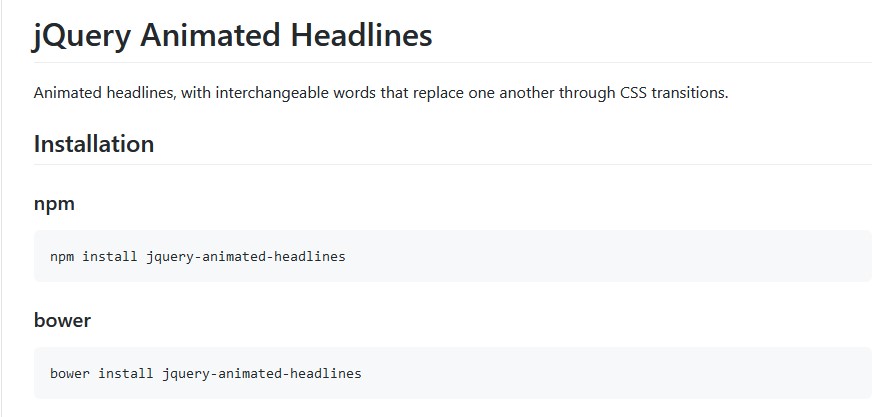 jQuery Animated Headlines
Animated headlines, with interchangeable words that replace one another through CSS transitions.
Installation
npm
npm install jquery-animated-headlines
bower
bower install jquery-animated-headlines